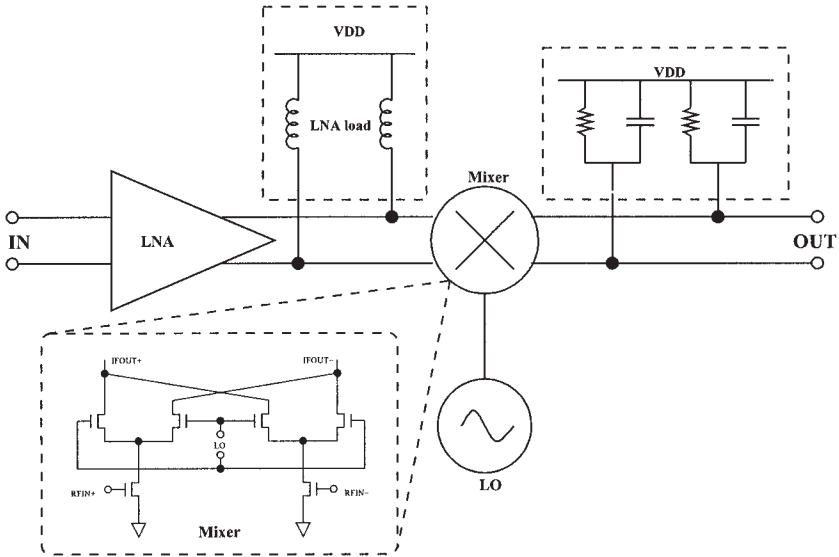 VDD
VDD
LNA load
Mixer
IN
LNA
OUT
IFOUT+
IFOUT−
LO
RFIN+
RFIN−
LO
Mixer